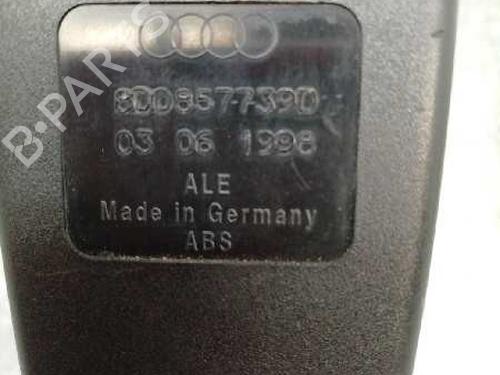 B-PARTS
8D0857739D
03 06 1998
ALE
Made in Germany
ABS